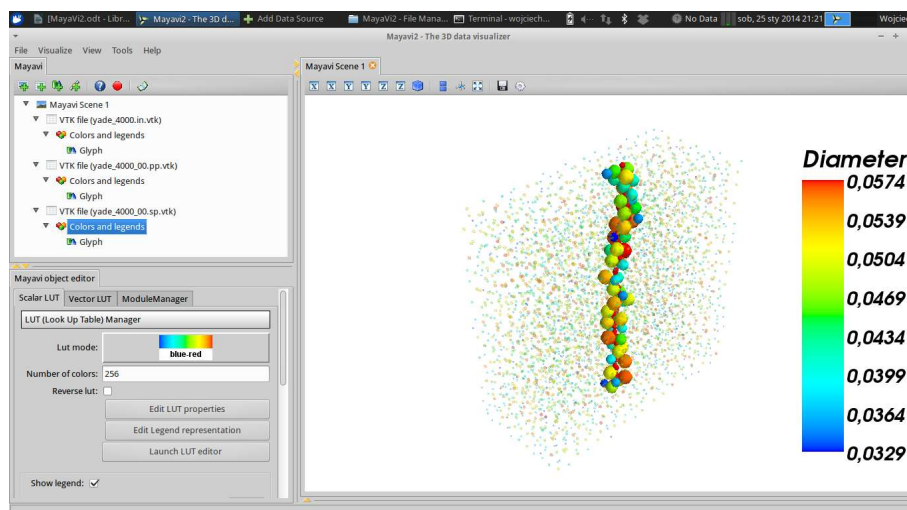 [MayaVi2.odt - Libr... Mayavi2 - The 3D d... Add Data Source MayaVi2 - File Mana... Terminal - wojciech... No Data sob, 25 sty 2014 21:21 Wojcie
Mayavi2 - The 3D data visualizer
File Visualize View Tools Help
Mayavi
Mayavi Scene 1
VTK file (yade_4000.in.vtk)
Colors and legends
Glyph
VTK file (yade_4000_00.pp.vtk)
Colors and legends
Glyph
VTK file (yade_4000_00.sp.vtk)
Colors and legends
Glyph
Mayavi object editor
Scalar LUT Vector LUT ModuleManager
LUT (Look Up Table) Manager
Lut mode: blue-red
Number of colors: 256
Reverse lut:
Edit LUT properties
Edit Legend representation
Launch LUT editor
Show legend:
Mayavi Scene 1
X X Y Y Z Z
Diameter
0,0574
0,0539
0,0504
0,0469
0,0434
0,0399
0,0364
0,0329